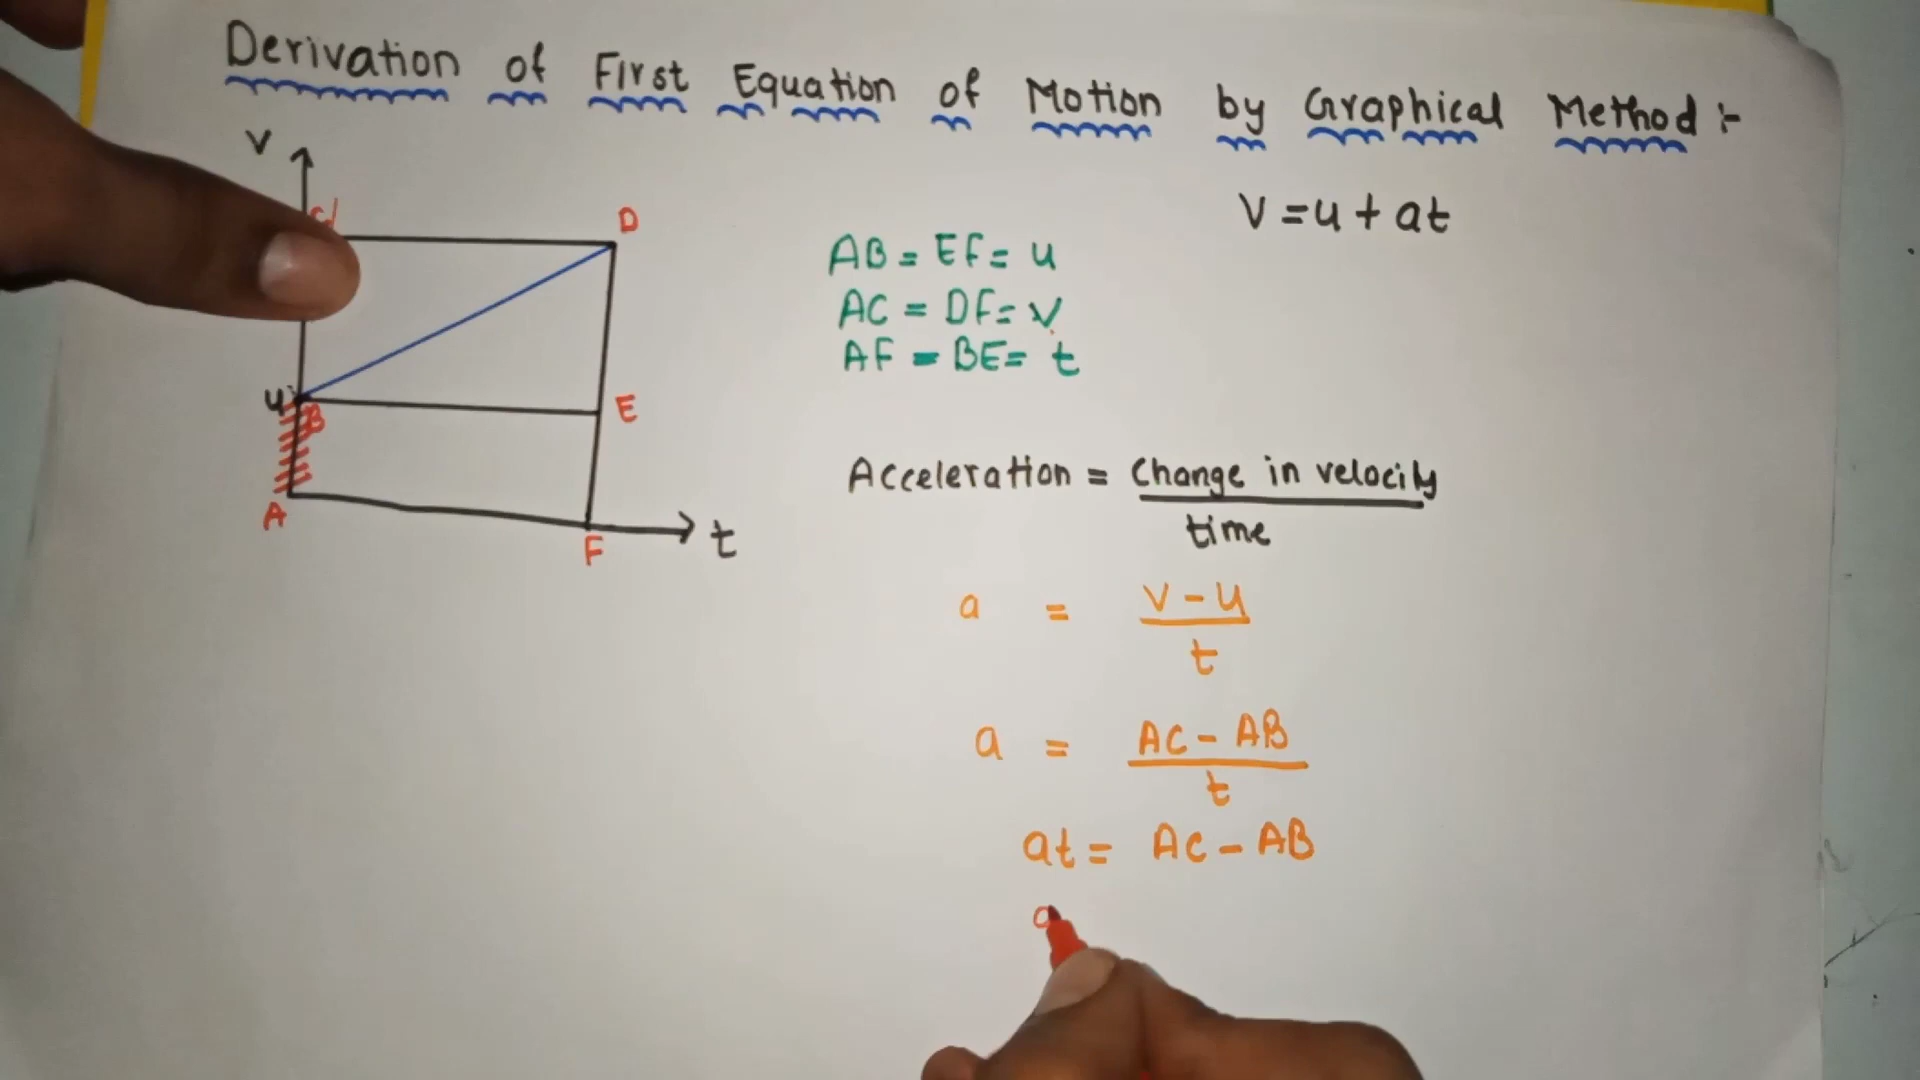 Derivation of First Equation of Motion by Graphical Method :-
V
D
V = u + at
AB = EF = u
AC = DF = v
AF = BE = t
u
B
E
A
F
t
Acceleration = Change in velocity
time
a = V - u
t
a = AC - AB
t
at = AC - AB
a